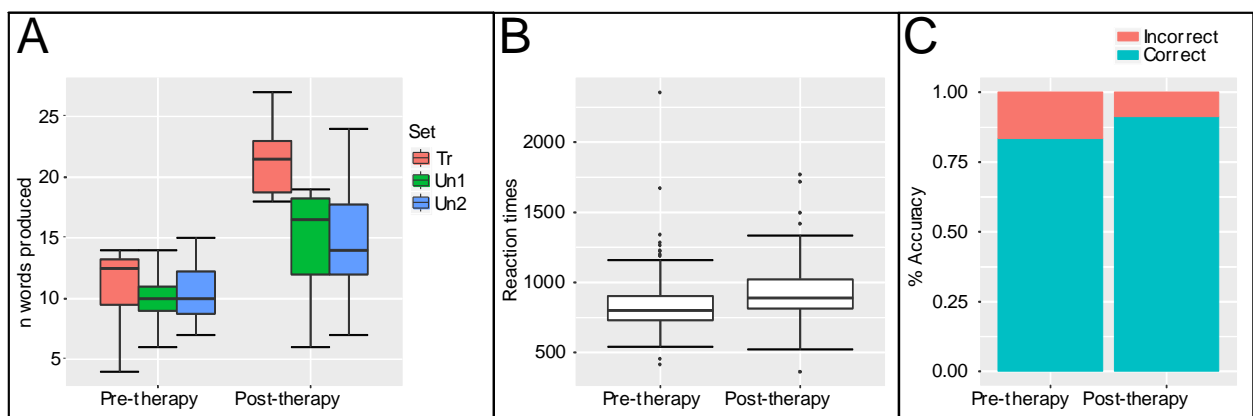 A
n words produced
25
20
15
10
5
Pre-therapy Post-therapy
Set
Tr
Un1
Un2
B
Reaction times
2000
1500
1000
500
Pre-therapy Post-therapy
C
Incorrect
Correct
% Accuracy
1.00
0.75
0.50
0.25
0.00
Pre-therapy Post-therapy